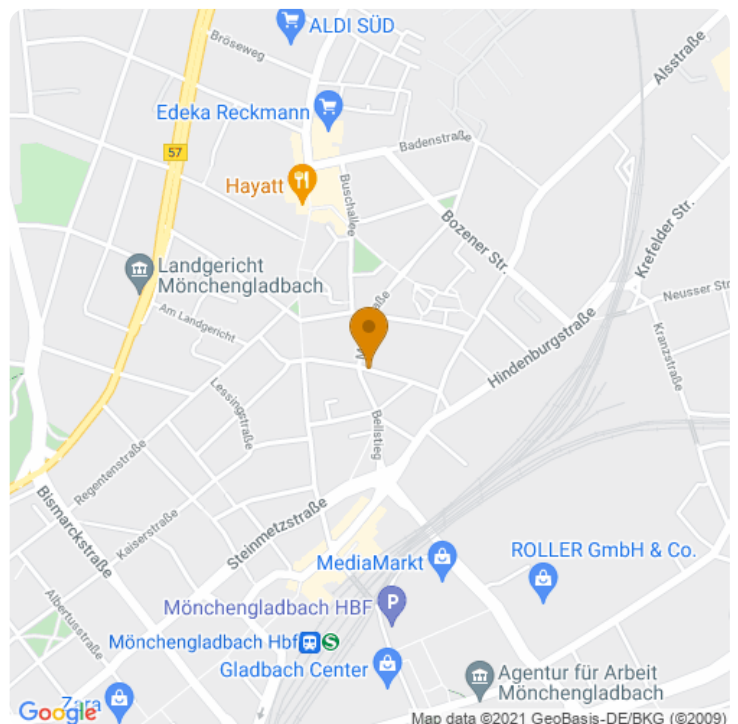 ALDI SÜD
Bröseweg
Alsstraße
Edeka Reckmann
57
Badenstraße
Hayatt
Buschallee
Bozener Str.
Krefelder Str.
Landgericht
Mönchengladbach
Neusser Str
Am Landgericht
Hindenburgstraße
Kranzstraße
Lessingstraße
Bellstieg
Regentenstraße
Bismarckstraße
Kaiserstraße
Steinmetzstraße
MediaMarkt
ROLLER GmbH & Co.
Albertusstraße
Mönchengladbach HBF
P
Mönchengladbach Hbf
S
Gladbach Center
Agentur für Arbeit
Mönchengladbach
Zara
Google
Map data ©2021 GeoBasis-DE/BKG (©2009)